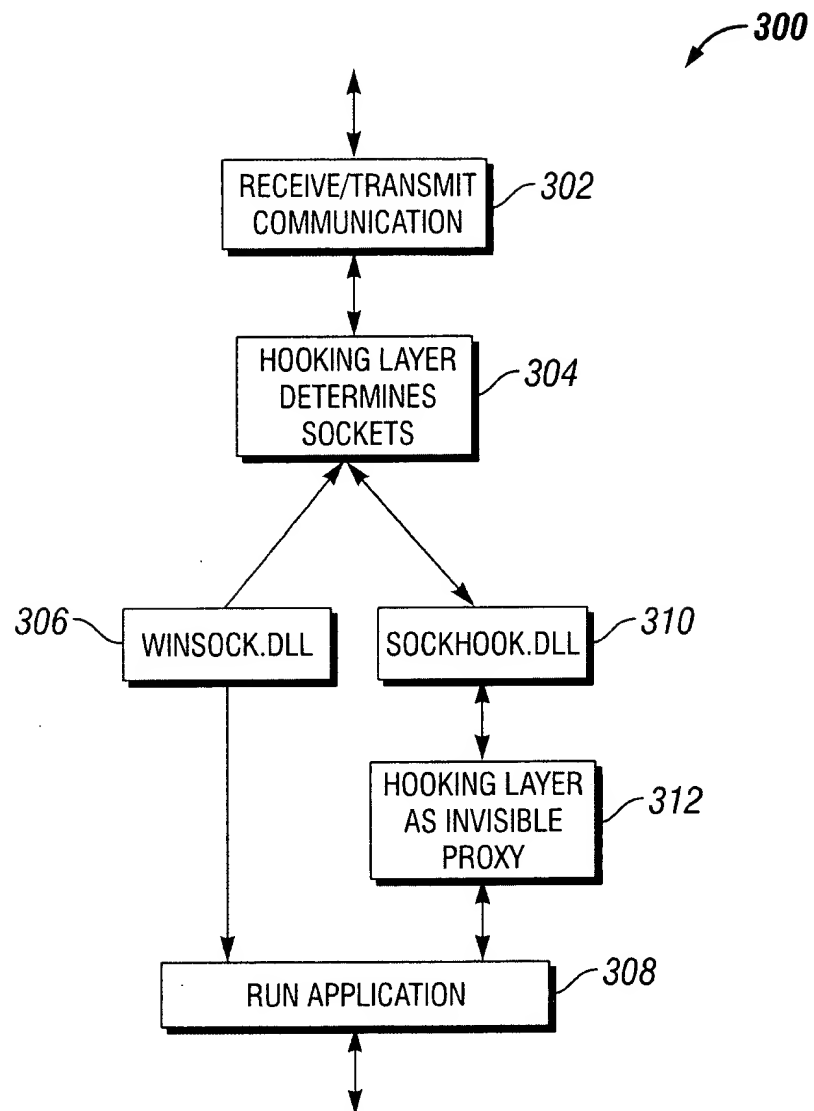 300
RECEIVE/TRANSMIT
COMMUNICATION
302
HOOKING LAYER
DETERMINES
SOCKETS
304
306
WINSOCK.DLL
SOCKHOOK.DLL
310
HOOKING LAYER
AS INVISIBLE
PROXY
312
RUN APPLICATION
308